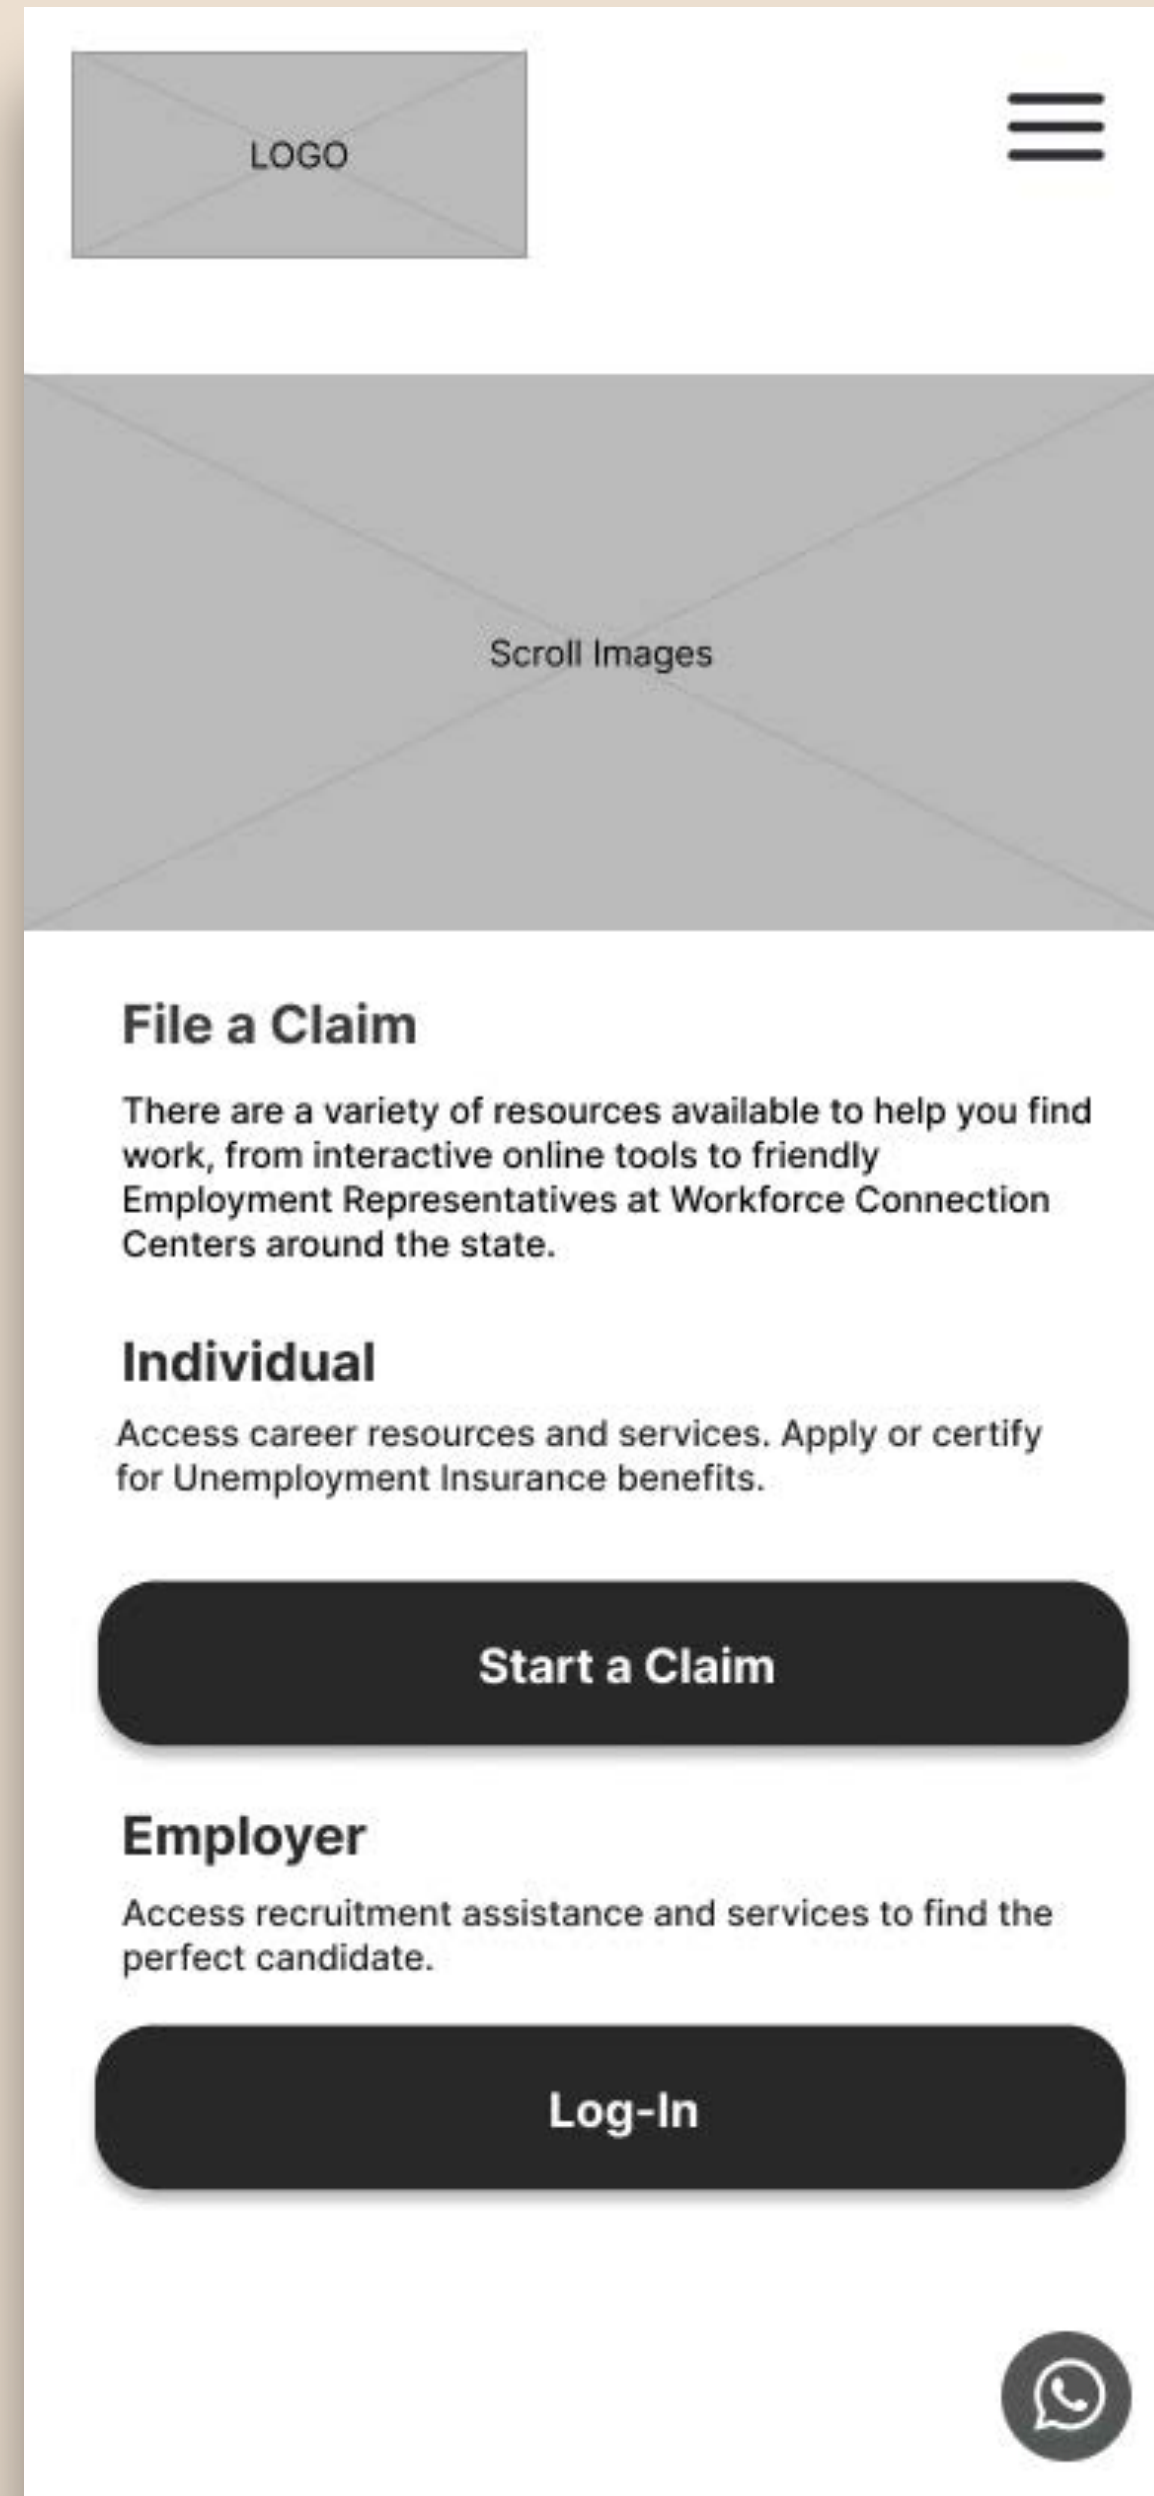 LOGO
Scroll Images
File a Claim
There are a variety of resources available to help you find
work, from interactive online tools to friendly
Employment Representatives at Workforce Connection
Centers around the state.
Individual
Access career resources and services. Apply or certify
for Unemployment Insurance benefits.
Start a Claim
Employer
Access recruitment assistance and services to find the
perfect candidate.
Log-In